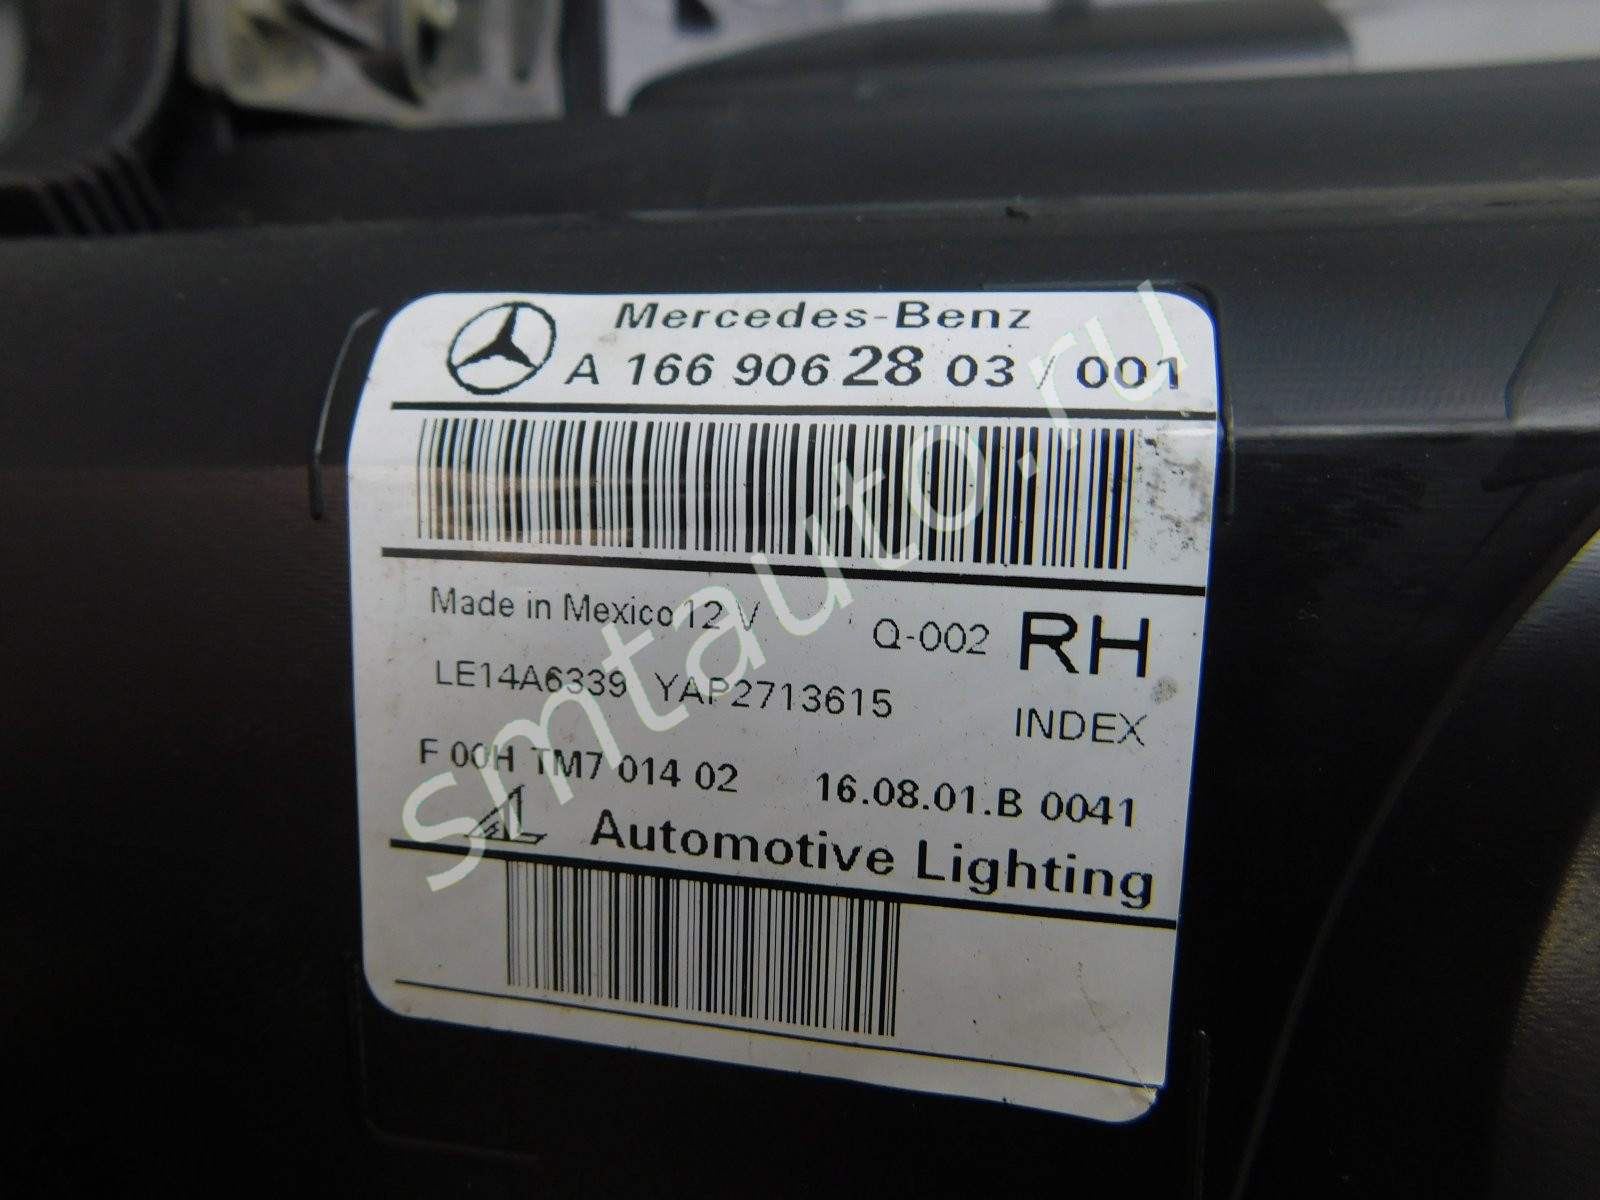 Mercedes-Benz
A 166 906 28 03 / 001
Made in Mexico 12 V Q-002 RH
LE14A6339 YAP2713615 INDEX
F 00H TM7 014 02 16.08.01.B 0041
AL Automotive Lighting
smtauto.ru